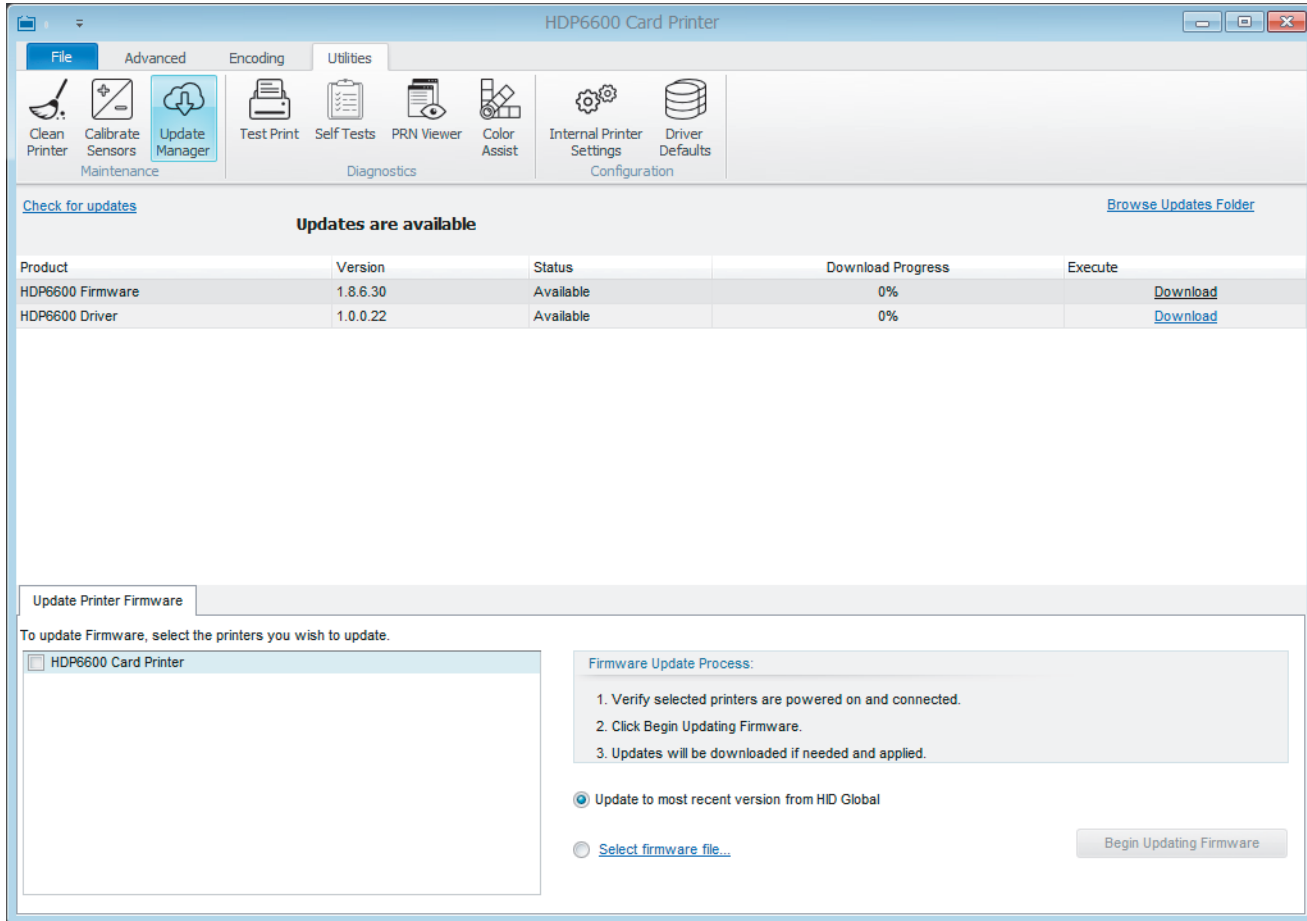 HDP6600 Card Printer
File Advanced Encoding Utilities
Clean Printer Calibrate Sensors Update Manager Test Print Self Tests PRN Viewer Color Assist Internal Printer Settings Driver Defaults
Maintenance Diagnostics Configuration
Check for updates Browse Updates Folder
Updates are available
Product Version Status Download Progress Execute
HDP6600 Firmware 1.8.6.30 Available 0% Download
HDP6600 Driver 1.0.0.22 Available 0% Download
Update Printer Firmware
To update Firmware, select the printers you wish to update.
HDP6600 Card Printer
Firmware Update Process:
1. Verify selected printers are powered on and connected.
2. Click Begin Updating Firmware.
3. Updates will be downloaded if needed and applied.
Update to most recent version from HID Global
Select firmware file...
Begin Updating Firmware